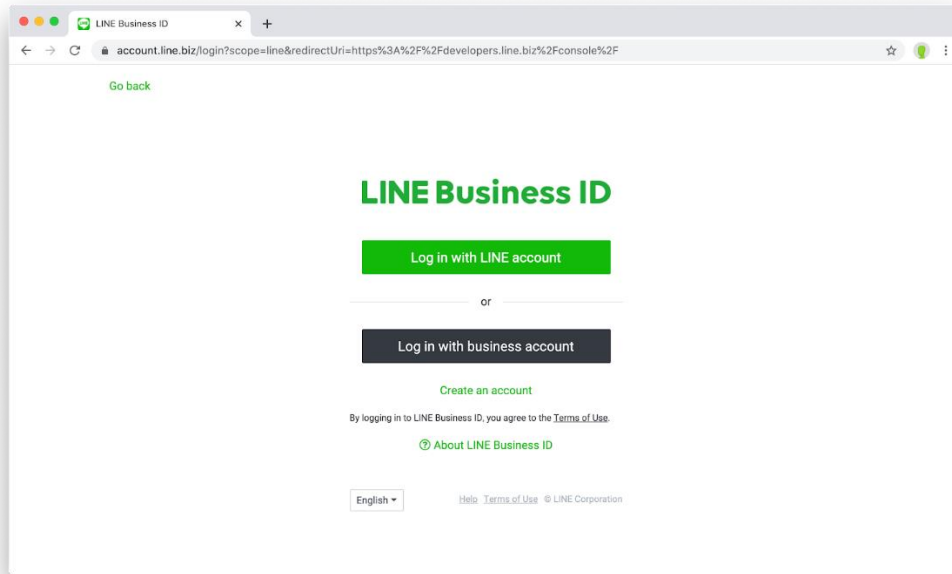 LINE Business ID
account.line.biz/login?scope=line&redirectUri=https%3A%2F%2Fdevelopers.line.biz%2Fconsole%2F
Go back
LINE Business ID
Log in with LINE account
or
Log in with business account
Create an account
By logging in to LINE Business ID, you agree to the Terms of Use.
? About LINE Business ID
English
Help Terms of Use © LINE Corporation